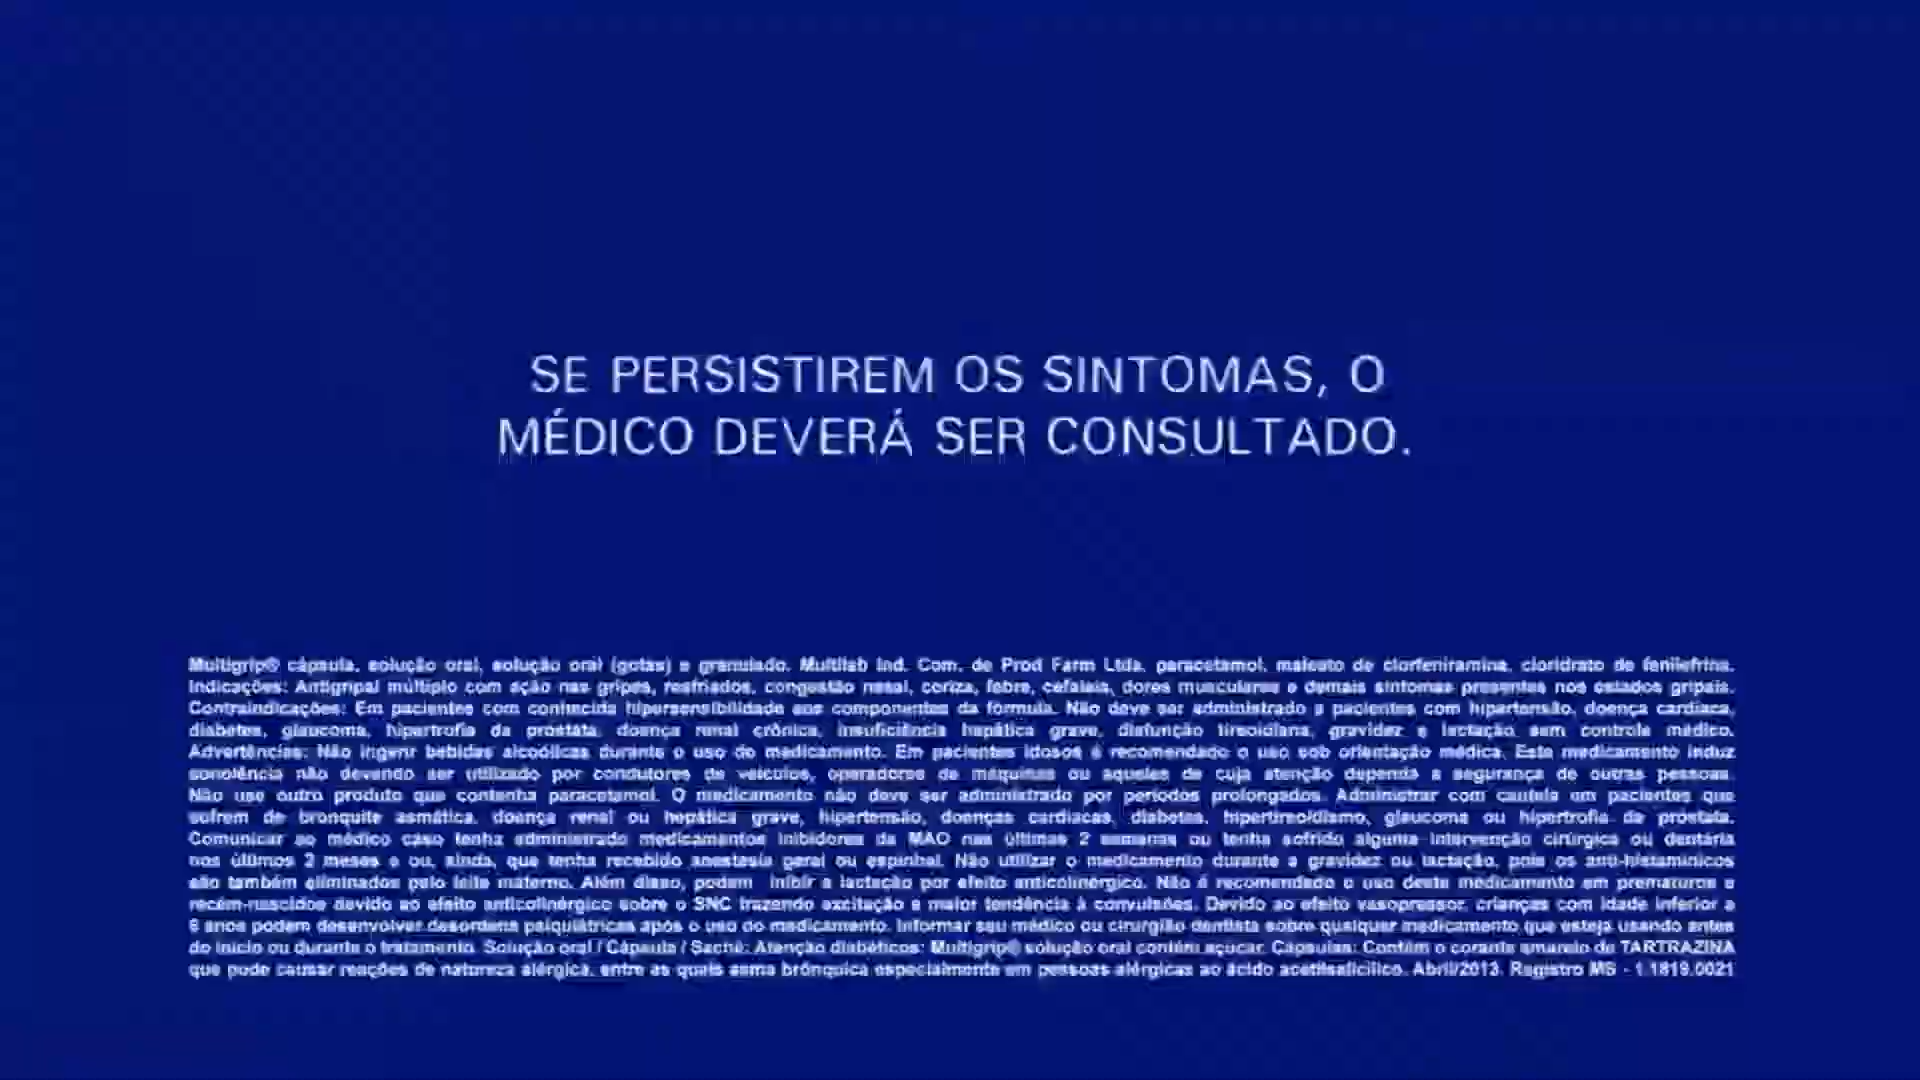 SE PERSISTIREM OS SINTOMAS, O
MÉDICO DEVERÁ SER CONSULTADO.
Multigrip® cápsula, solução oral, solução oral (gotas) e granulado. Multilab Ind. Com. de Prod Farm Ltda. paracetamol, maleato de clorfeniramina, cloridrato de fenilefrina.
Indicações: Antigripal múltiplo com ação nas gripes, resfriados, congestão nasal, coriza, febre, cefaleia, dores musculares e demais sintomas presentes nos estados gripais.
Contraindicações: Em pacientes com conhecida hipersensibilidade aos componentes da fórmula. Não deve ser administrado a pacientes com hipertensão, doença cardíaca,
diabetes, glaucoma, hipertrofia da próstata, doença renal crônica, insuficiência hepática grave, disfunção tireoidiana, gravidez e lactação sem controle médico.
Advertências: Não ingerir bebidas alcoólicas durante o uso do medicamento. Em pacientes idosos é recomendado o uso sob orientação médica. Este medicamento induz
sonolência não devendo ser utilizado por condutores de veículos, operadores de máquinas ou aqueles de cuja atenção dependa a segurança de outras pessoas.
Não use outro produto que contenha paracetamol. O medicamento não deve ser administrado por períodos prolongados. Administrar com cautela em pacientes que
sofrem de bronquite asmática, doença renal ou hepática grave, hipertensão, doenças cardíacas, diabetes, hipertireoidismo, glaucoma ou hipertrofia da próstata.
Comunicar ao médico caso tenha administrado medicamentos inibidores da MAO nas últimas 2 semanas ou tenha sofrido alguma intervenção cirúrgica ou dentária
nos últimos 2 meses e ou, ainda, que tenha recebido anestesia geral ou espinhal. Não utilizar o medicamento durante a gravidez ou lactação, pois os anti-histamínicos
são também eliminados pelo leite materno. Além disso, podem inibir a lactação por efeito anticolinérgico. Não é recomendado o uso deste medicamento em prematuros e
recém-nascidos devido ao efeito anticolinérgico sobre o SNC trazendo excitação e maior tendência à convulsões. Devido ao efeito vasopressor, crianças com idade inferior a
6 anos podem desenvolver desordens psiquiátricas após o uso do medicamento. Informar seu médico ou cirurgião dentista sobre qualquer medicamento que esteja usando antes
do início ou durante o tratamento. Solução oral / Cápsula / Sachê: Atenção diabéticos: Multigrip® solução oral contém açúcar. Cápsulas: Contém o corante amarelo de TARTRAZINA
que pode causar reações de natureza alérgica, entre as quais asma brônquica especialmente em pessoas alérgicas ao ácido acetilsalicílico. Abril/2013. Registro MS - 1.1819.0021